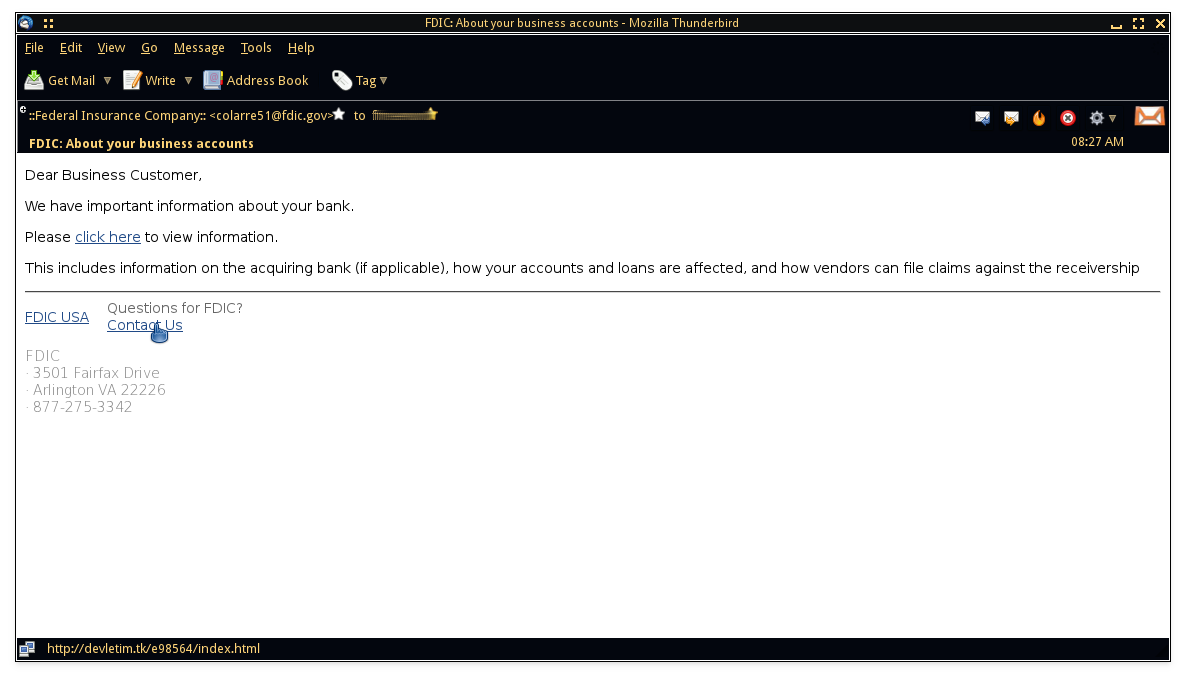 FDIC: About your business accounts - Mozilla Thunderbird
File Edit View Go Message Tools Help
Get Mail Write Address Book Tag
::Federal Insurance Company:: <colarre51@fdic.gov> to
FDIC: About your business accounts 08:27 AM
Dear Business Customer,
We have important information about your bank.
Please click here to view information.
This includes information on the acquiring bank (if applicable), how your accounts and loans are affected, and how vendors can file claims against the receivership
Questions for FDIC?
FDIC USA
Contact Us
FDIC
· 3501 Fairfax Drive
· Arlington VA 22226
· 877-275-3342
http://devletim.tk/e98564/index.html